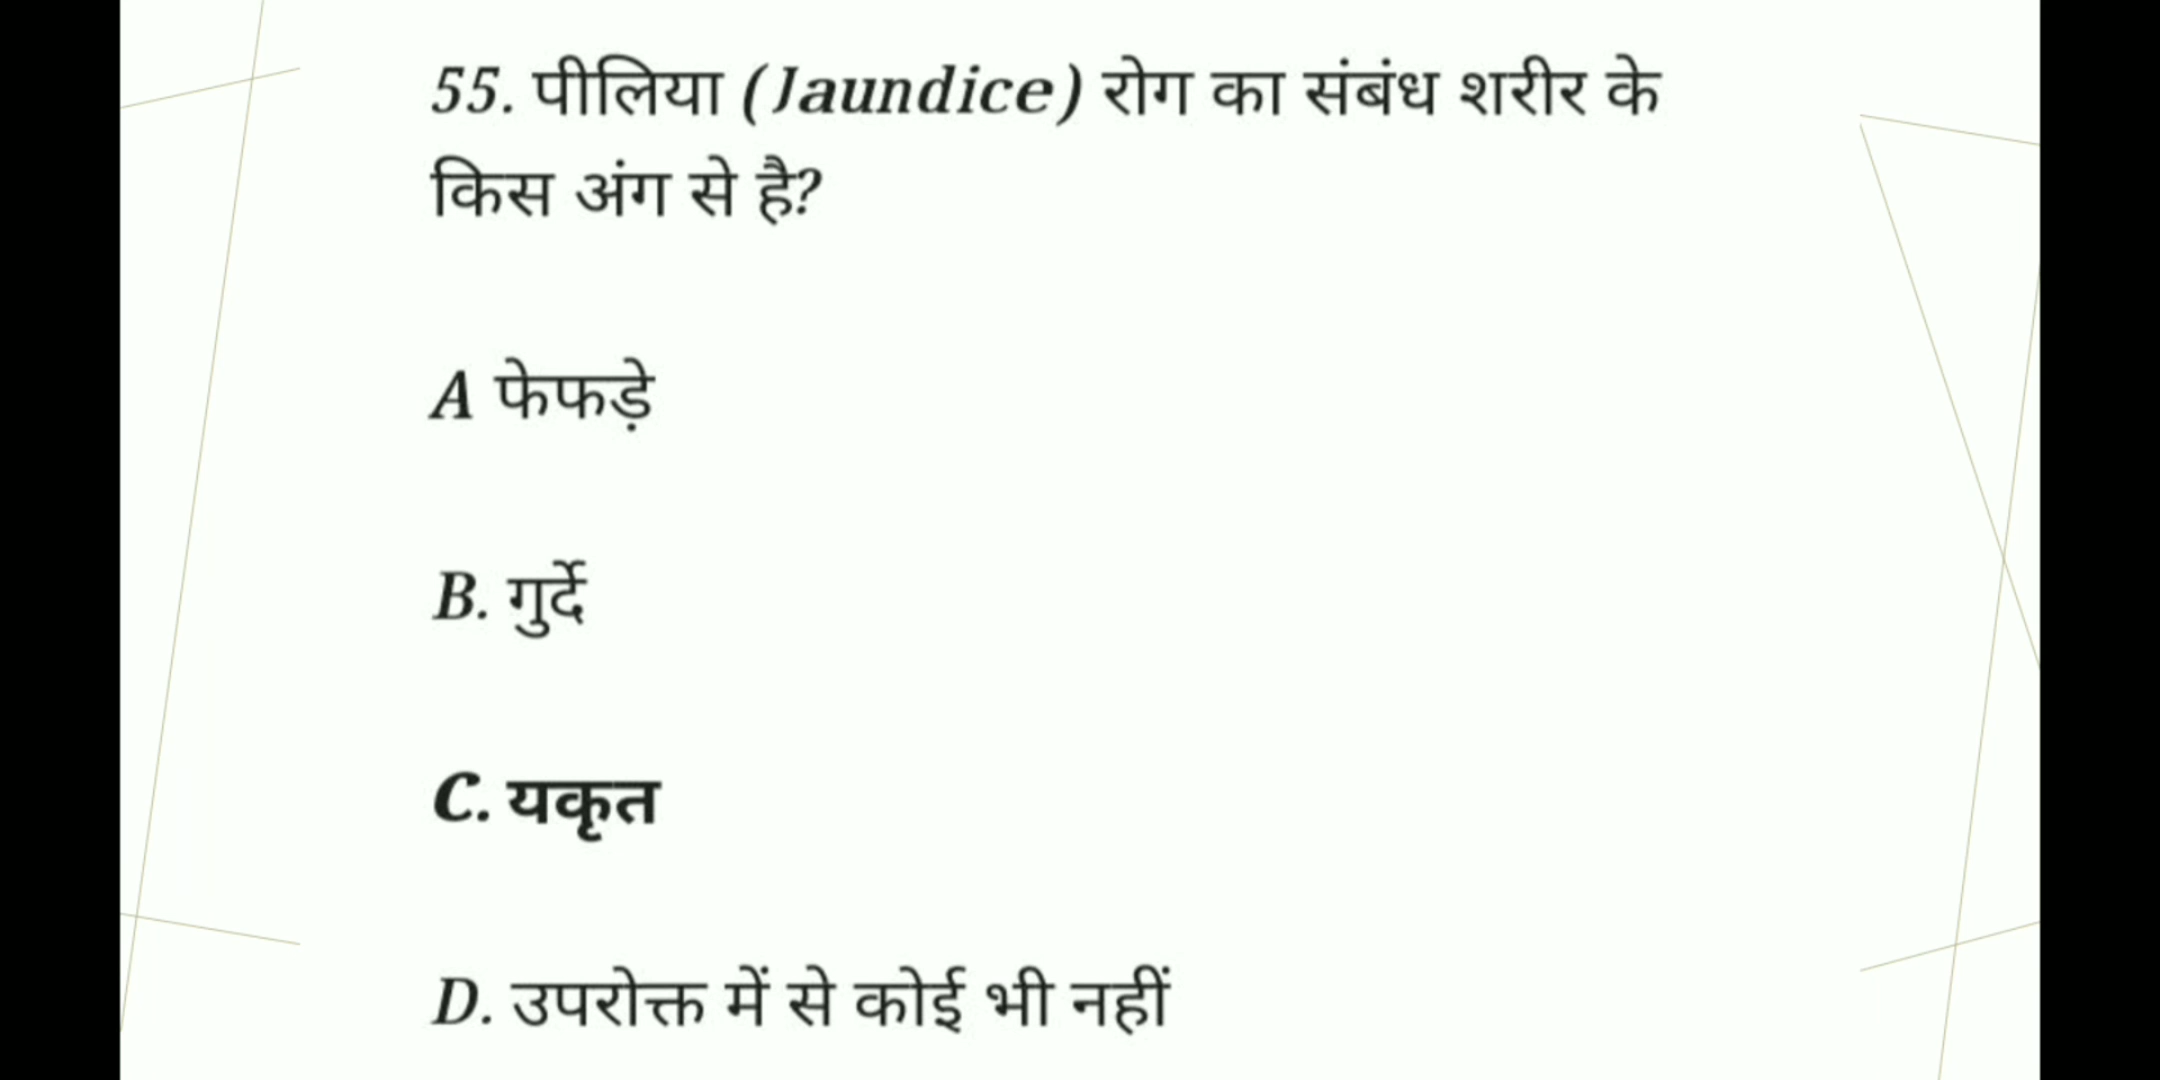 55. पीलिया (Jaundice) रोग का संबंध शरीर के
किस अंग से है?
A फेफड़े
B. गुर्दे
C. यकृत
D. उपरोक्त में से कोई भी नहीं